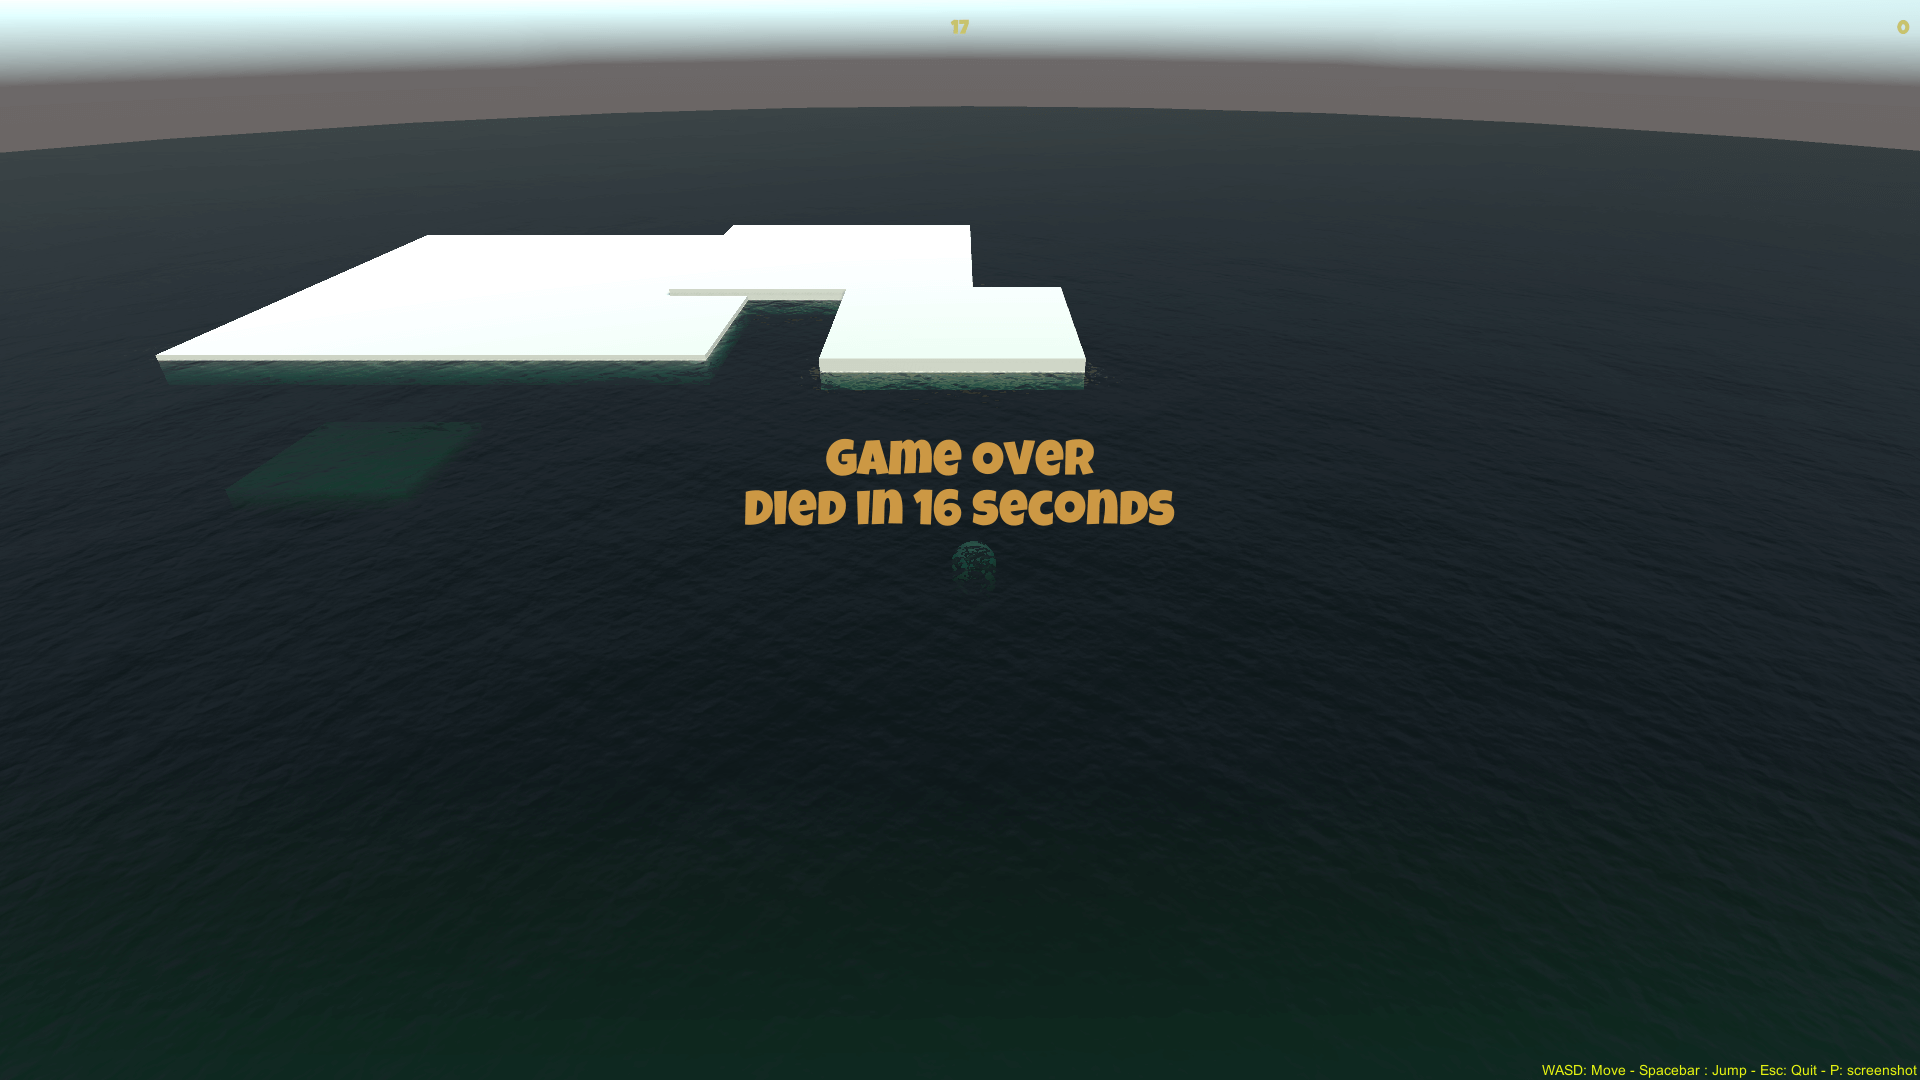 17
0
Game Over
Died in 16 seconds
WASD: Move - Spacebar : Jump - Esc: Quit - P: screenshot